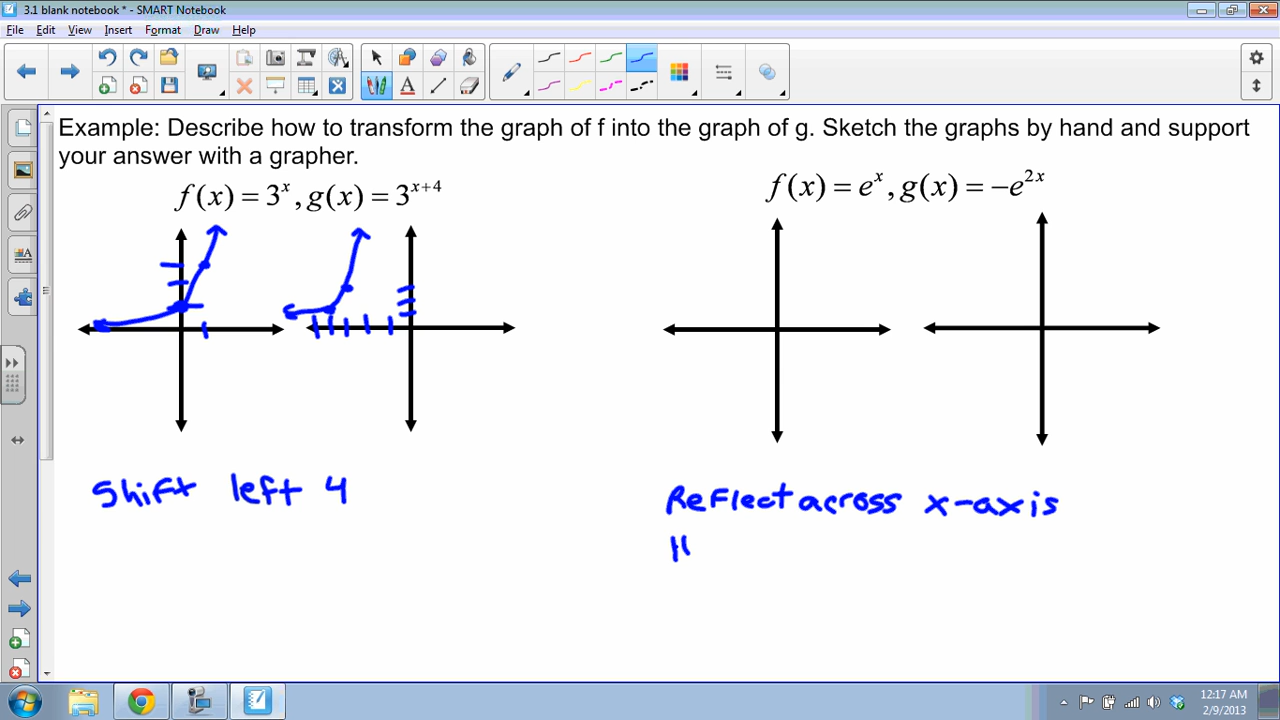 3.1 blank notebook * - SMART Notebook
File Edit View Insert Format Draw Help
Example: Describe how to transform the graph of f into the graph of g. Sketch the graphs by hand and support
your answer with a grapher.
f(x) = 3^x, g(x) = 3^{x+4}
f(x) = e^x, g(x) = −e^{2x}
Shift left 4
Reflect across x-axis
12:17 AM
2/9/2013